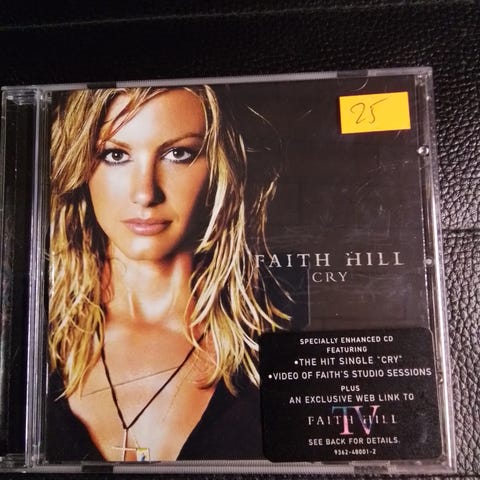 25
FAITH HILL
CRY
SPECIALLY ENHANCED CD
FEATURING
•THE HIT SINGLE "CRY"
•VIDEO OF FAITH'S STUDIO SESSIONS
PLUS
AN EXCLUSIVE WEB LINK TO
FAITH HILL TV
SEE BACK FOR DETAILS.
9362-48001-2